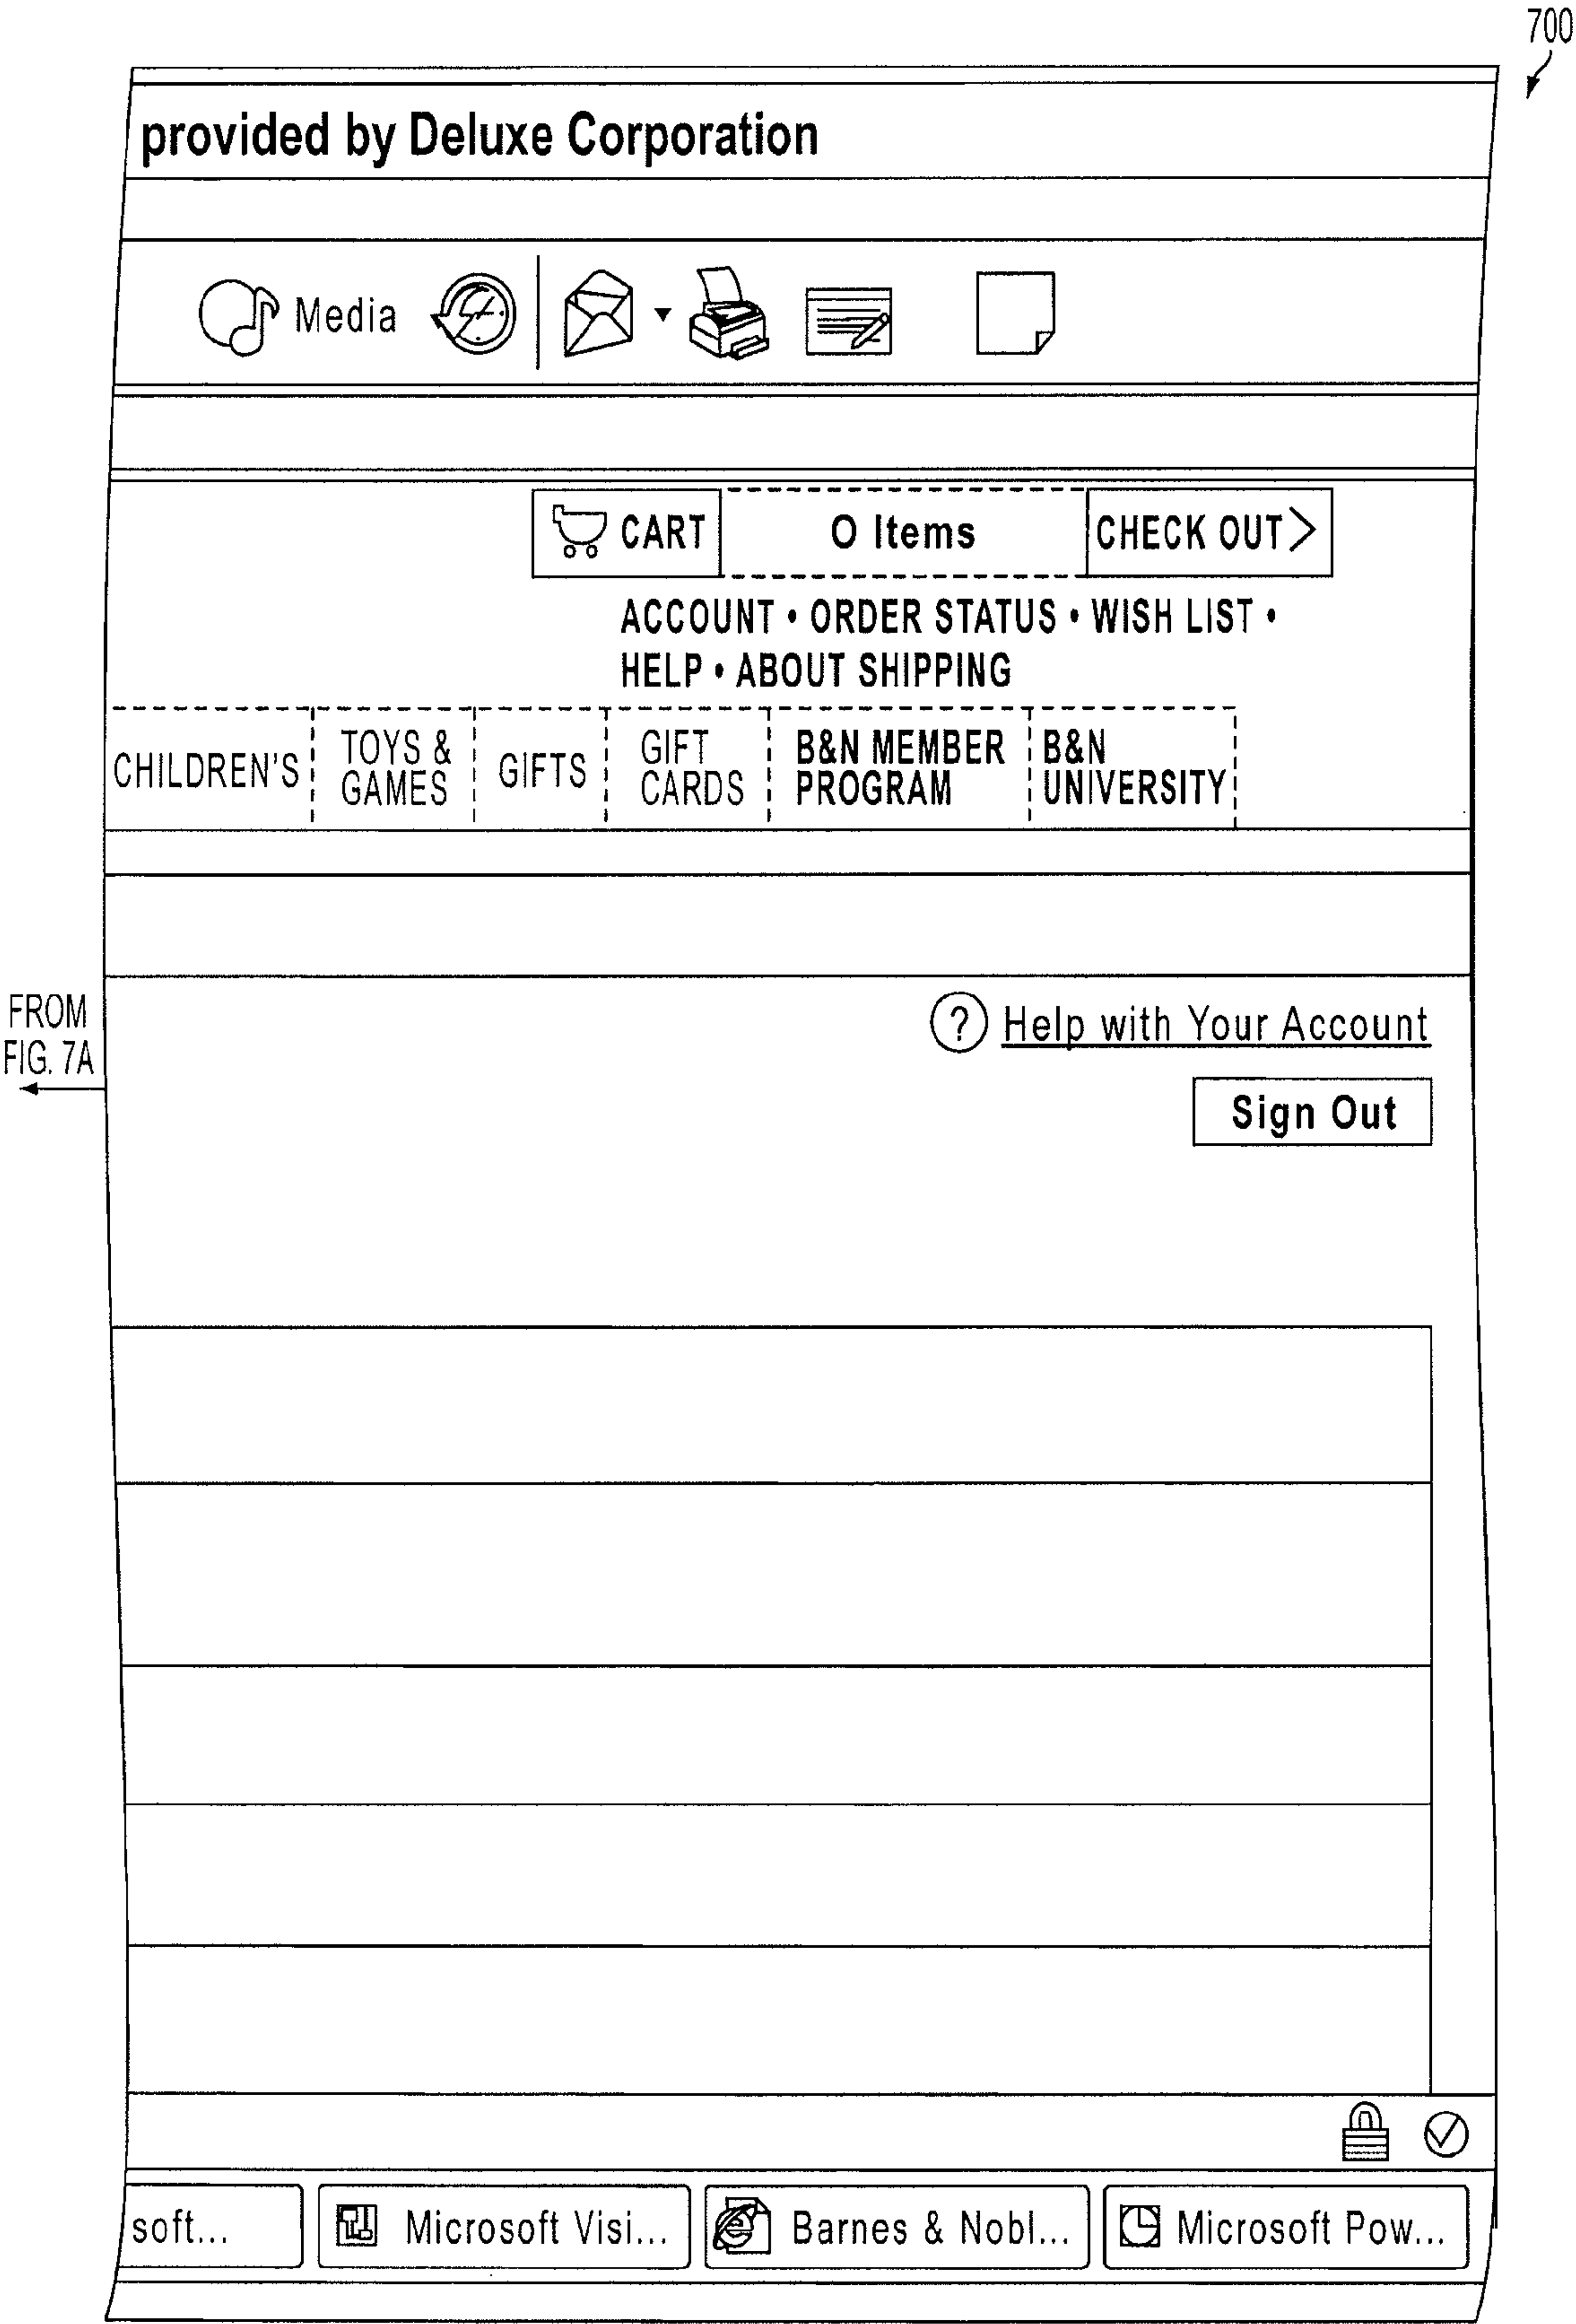 700
provided by Deluxe Corporation
Media
CART
0 Items
CHECK OUT >
ACCOUNT • ORDER STATUS • WISH LIST •
HELP • ABOUT SHIPPING
CHILDREN'S
TOYS &
GAMES
GIFTS
GIFT
CARDS
B&N MEMBER
PROGRAM
B&N
UNIVERSITY
FROM
FIG. 7A
? Help with Your Account
Sign Out
soft...
Microsoft Visi...
Barnes & Nobl...
Microsoft Pow...